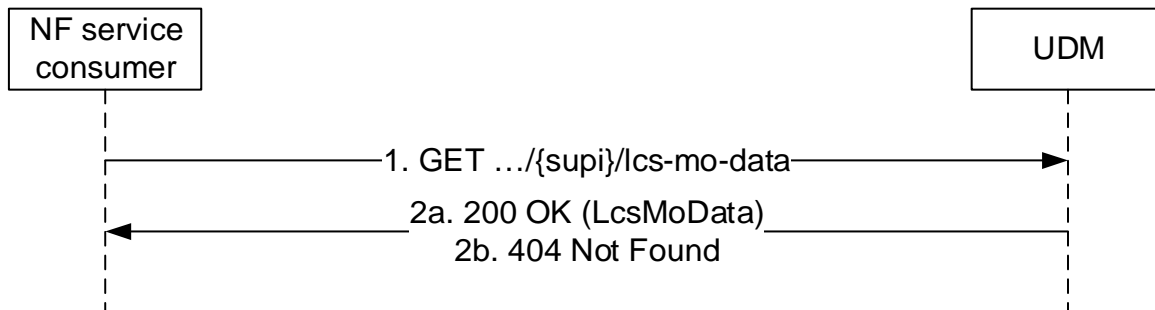 NF service
consumer
UDM
1. GET …/{supi}/lcs-mo-data
2a. 200 OK (LcsMoData)
2b. 404 Not Found